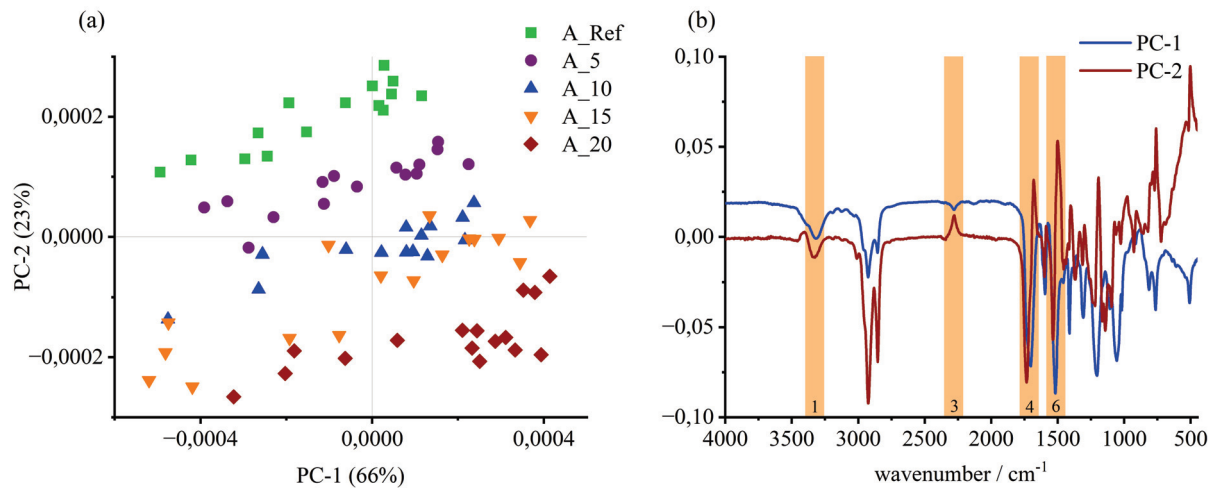 (a)
A_Ref
A_5
A_10
A_15
A_20
0,0002
0,0000
−0,0002
PC-2 (23%)
−0,0004
0,0000
0,0004
PC-1 (66%)
(b)
PC-1
PC-2
0,10
0,05
0,00
−0,05
−0,10
1
3
4
6
4000
3500
3000
2500
2000
1500
1000
500
wavenumber / cm-1